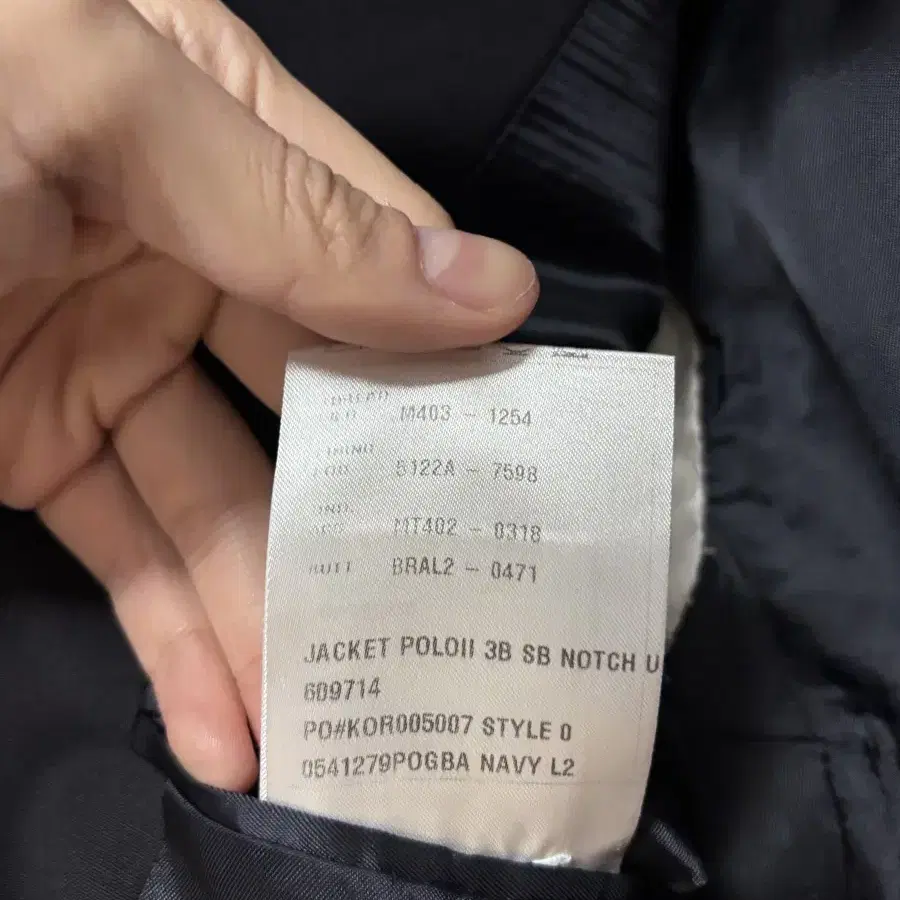 M403 - 1254
5122A - 7598
MT402 - 0318
BUTT BRAL2 - 0471
JACKET POLOII 3B SB NOTCH U
609714
PO#KOR005007 STYLE 0
0541279POGBA NAVY L2